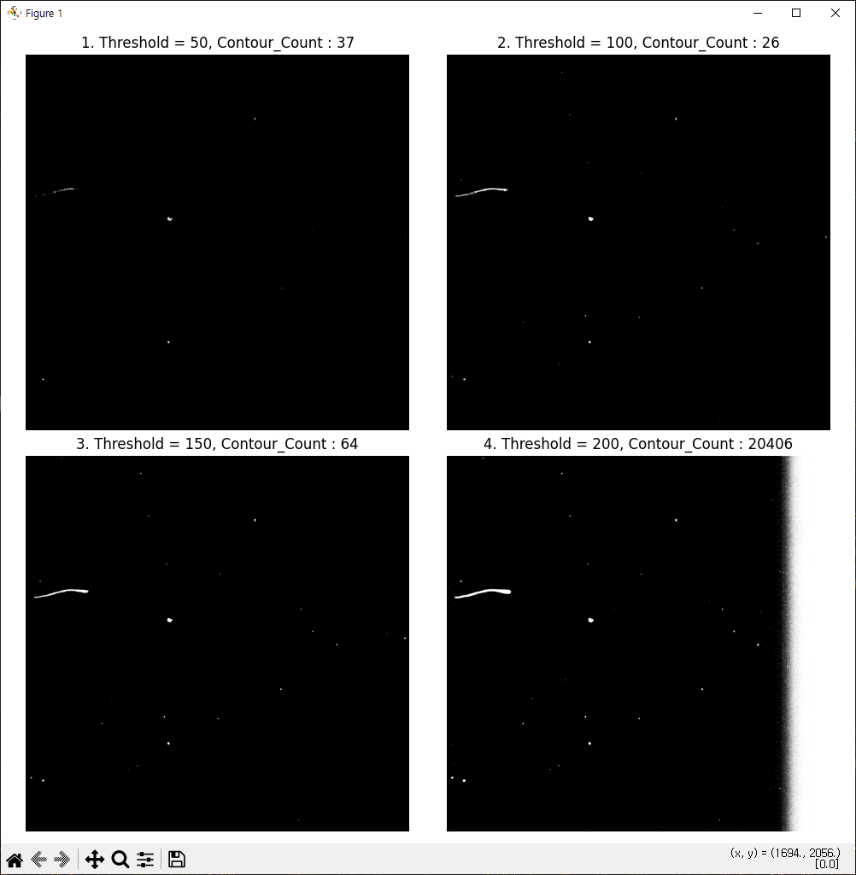 Figure 1
1. Threshold = 50, Contour_Count : 37
2. Threshold = 100, Contour_Count : 26
3. Threshold = 150, Contour_Count : 64
4. Threshold = 200, Contour_Count : 20406
(x, y) = (1694., 2056.)
[0.0]